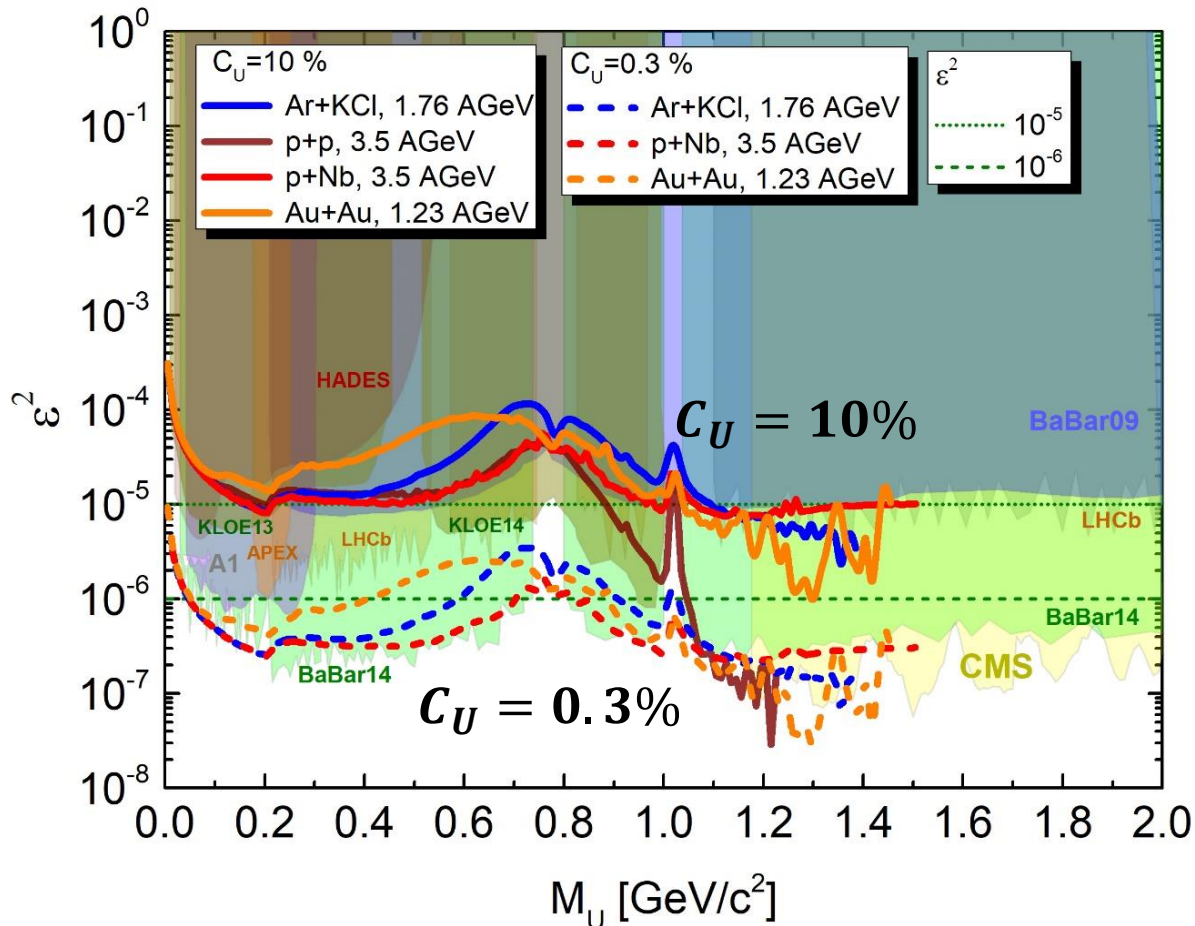 10⁰
10⁻¹
10⁻²
10⁻³
10⁻⁴
10⁻⁵
10⁻⁶
10⁻⁷
10⁻⁸
ε²
C_U=10 %
Ar+KCl, 1.76 AGeV
p+p, 3.5 AGeV
p+Nb, 3.5 AGeV
Au+Au, 1.23 AGeV
C_U=0.3 %
Ar+KCl, 1.76 AGeV
p+Nb, 3.5 AGeV
Au+Au, 1.23 AGeV
ε²
10⁻⁵
10⁻⁶
HADES
C_U = 10%
BaBar09
KLOE13
KLOE14
LHCb
APEX
LHCb
A1
BaBar14
BaBar14
CMS
C_U = 0.3%
0.0 0.2 0.4 0.6 0.8 1.0 1.2 1.4 1.6 1.8 2.0
M_U [GeV/c²]